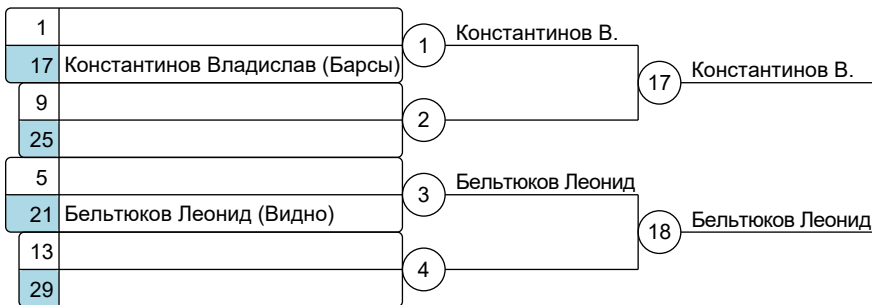 1
17 Константинов Владислав (Барсы)
9
25
5
21 Бельтюков Леонид (Видно)
13
29
1
2
3
4
Константинов В.
Бельтюков Леонид
17
18
Константинов В.
Бельтюков Леонид